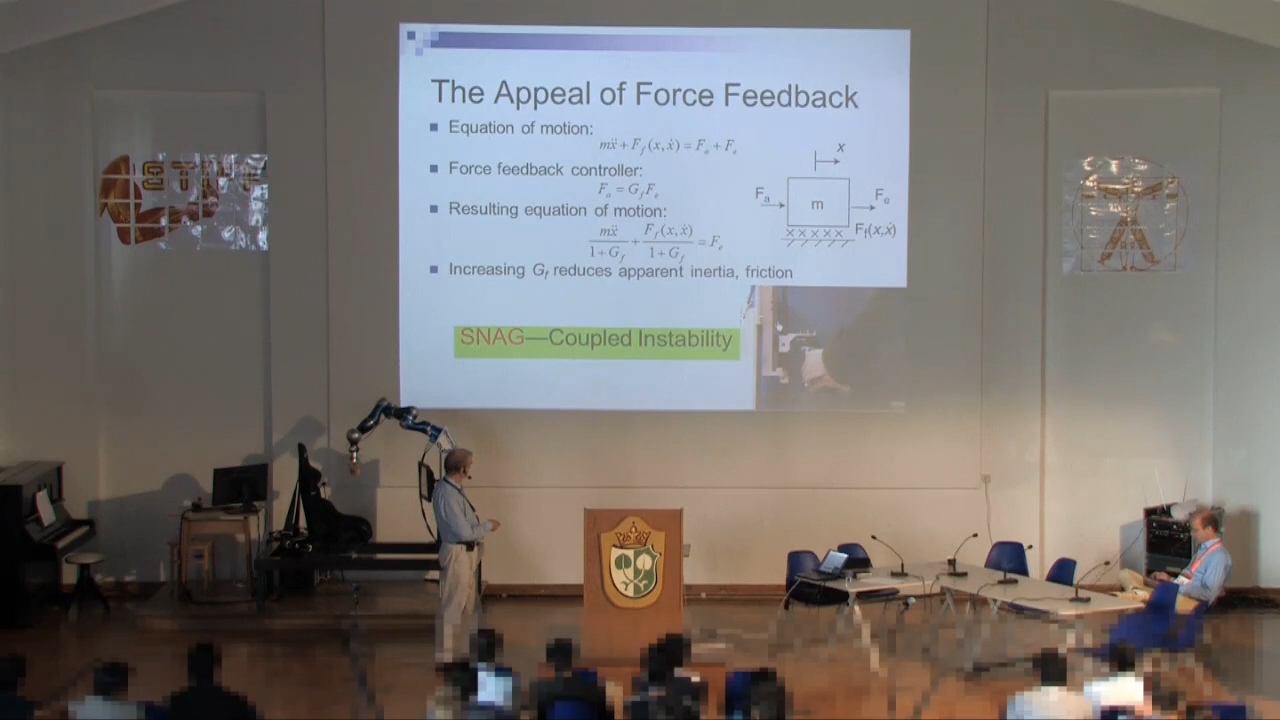 The Appeal of Force Feedback
Equation of motion:
mẍ + F_f(x,ẋ) = F_a + F_e
Force feedback controller:
F_a = G_f F_e
Resulting equation of motion:
mẍ/(1+G_f) + F_f(x,ẋ)/(1+G_f) = F_e
Increasing G_f reduces apparent inertia, friction
SNAG—Coupled Instability
x
F_a
m
F_e
F_f(x,ẋ)